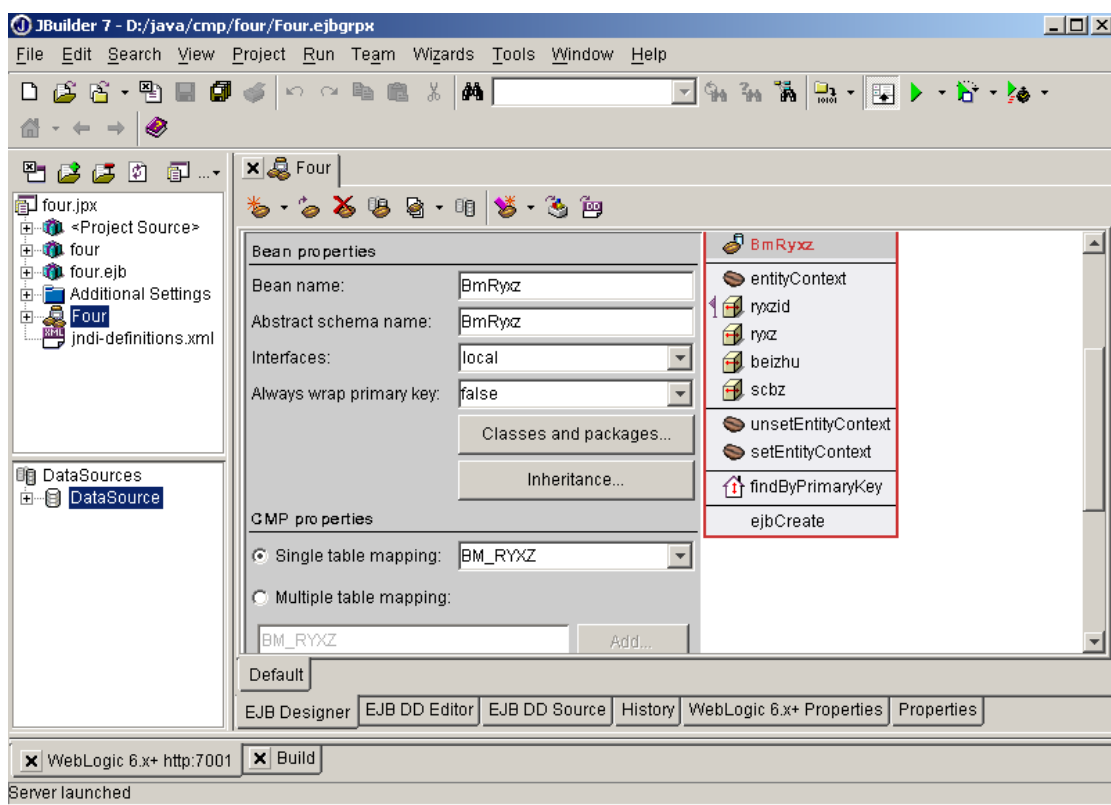 JBuilder 7 - D:/java/cmp/four/Four.ejbgrpx
File Edit Search View Project Run Team Wizards Tools Window Help
Four
four.jpx
<Project Source>
four
four.ejb
Additional Settings
Four
jndi-definitions.xml
DataSources
DataSource
Bean properties
Bean name: BmRyxz
Abstract schema name: BmRyxz
Interfaces: local
Always wrap primary key: false
Classes and packages...
Inheritance...
CMP properties
Single table mapping: BM_RYXZ
Multiple table mapping:
BM_RYXZ Add...
BmRyxz
entityContext
ryxzid
ryxz
beizhu
scbz
unsetEntityContext
setEntityContext
findByPrimaryKey
ejbCreate
Default
EJB Designer EJB DD Editor EJB DD Source History WebLogic 6.x+ Properties Properties
WebLogic 6.x+ http:7001 Build
Server launched